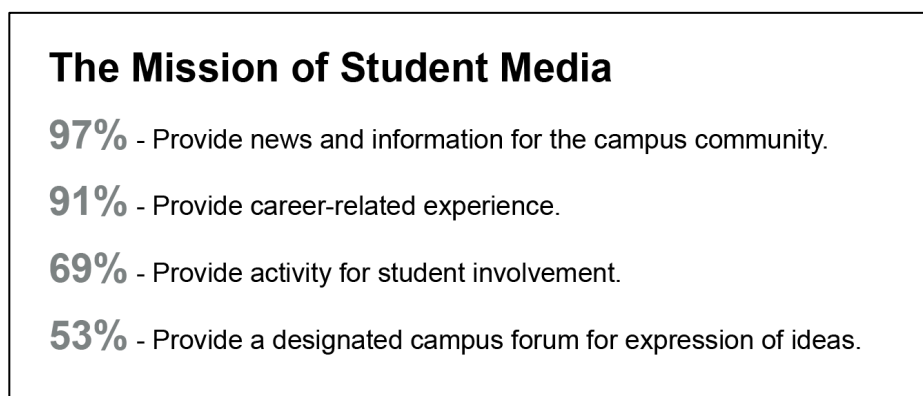 The Mission of Student Media
97% - Provide news and information for the campus community.
91% - Provide career-related experience.
69% - Provide activity for student involvement.
53% - Provide a designated campus forum for expression of ideas.